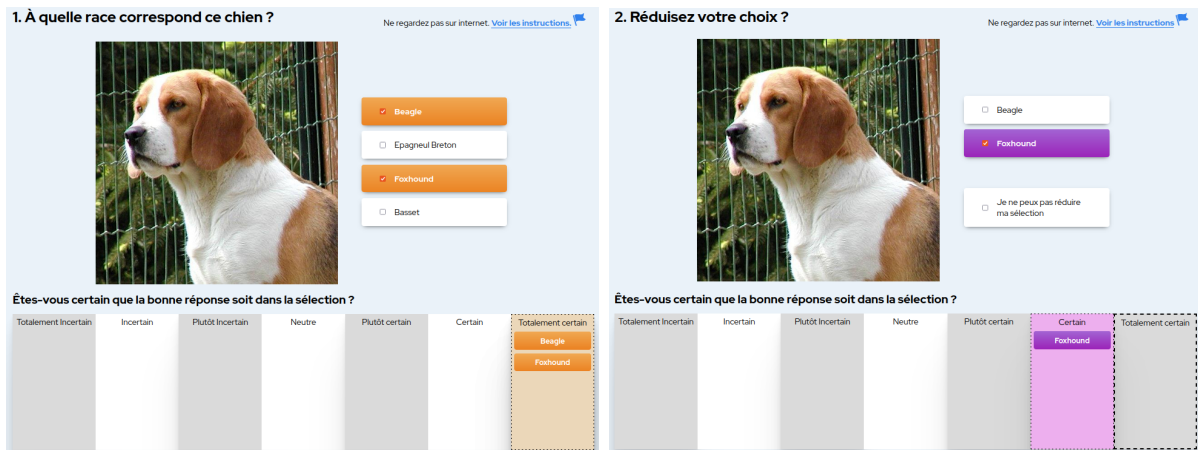 1. À quelle race correspond ce chien ?
Ne regardez pas sur internet. Voir les instructions.
Beagle
Epagneul Breton
Foxhound
Basset
Êtes-vous certain que la bonne réponse soit dans la sélection ?
Totalement Incertain Incertain Plutôt Incertain Neutre Plutôt certain Certain Totalement certain
Beagle
Foxhound
2. Réduisez votre choix ?
Ne regardez pas sur internet. Voir les instructions
Beagle
Foxhound
Je ne peux pas réduire
ma sélection
Êtes-vous certain que la bonne réponse soit dans la sélection ?
Totalement Incertain Incertain Plutôt Incertain Neutre Plutôt certain Certain Totalement certain
Foxhound